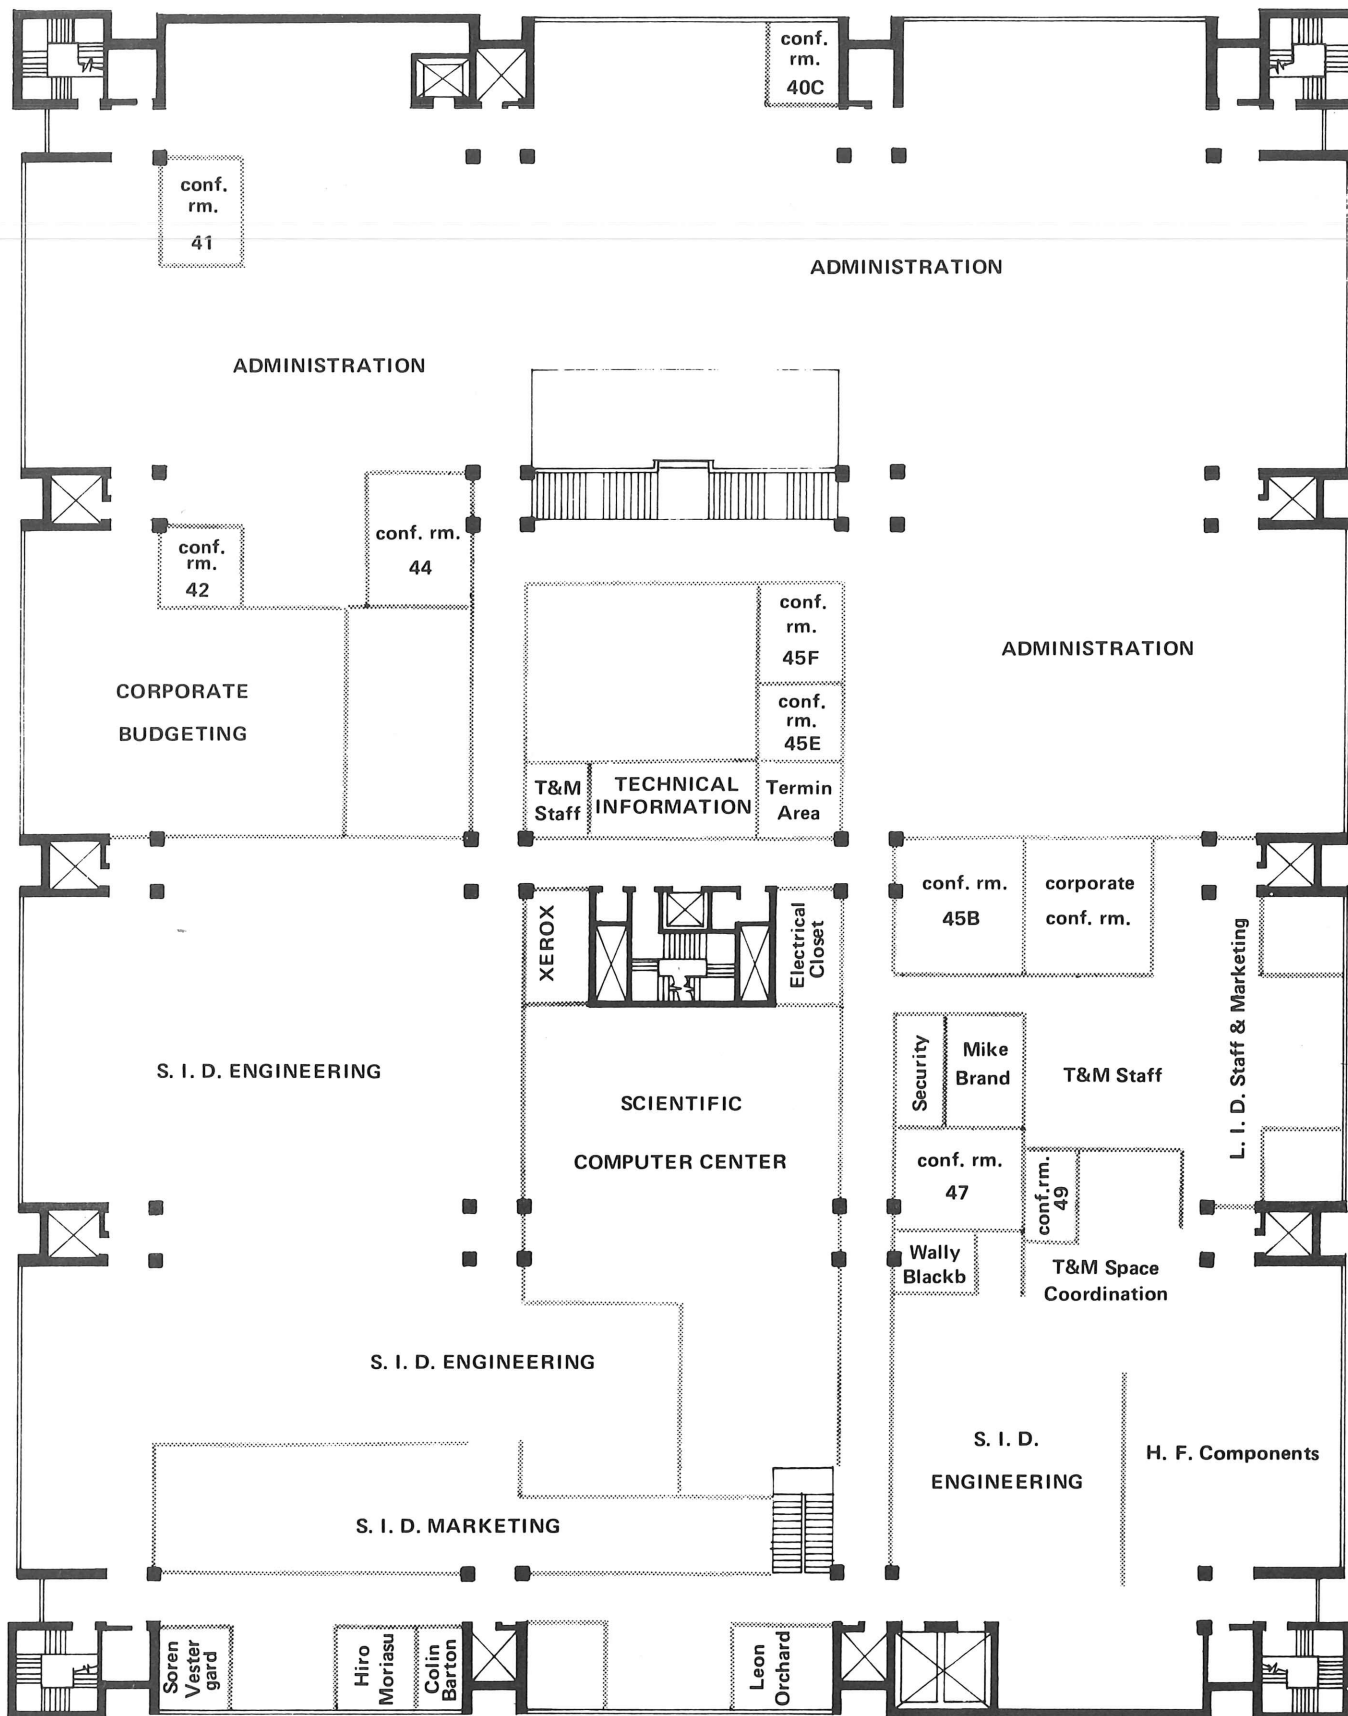 conf.
rm.
40C
conf.
rm.
41
ADMINISTRATION
ADMINISTRATION
conf. rm.
44
conf.
rm.
42
conf.
rm.
45F
ADMINISTRATION
CORPORATE
BUDGETING
conf.
rm.
45E
T&M
Staff
TECHNICAL
INFORMATION
Termin
Area
conf. rm.
45B
corporate
conf. rm.
XEROX
Electrical
Closet
L. I. D. Staff & Marketing
S. I. D. ENGINEERING
SCIENTIFIC
COMPUTER CENTER
Security
Mike
Brand
T&M Staff
conf. rm.
47
conf.rm.
49
Wally
Blackb
T&M Space
Coordination
S. I. D. ENGINEERING
S. I. D.
ENGINEERING
H. F. Components
S. I. D. MARKETING
Soren
Vester
gard
Hiro
Moriasu
Colin
Barton
Leon
Orchard